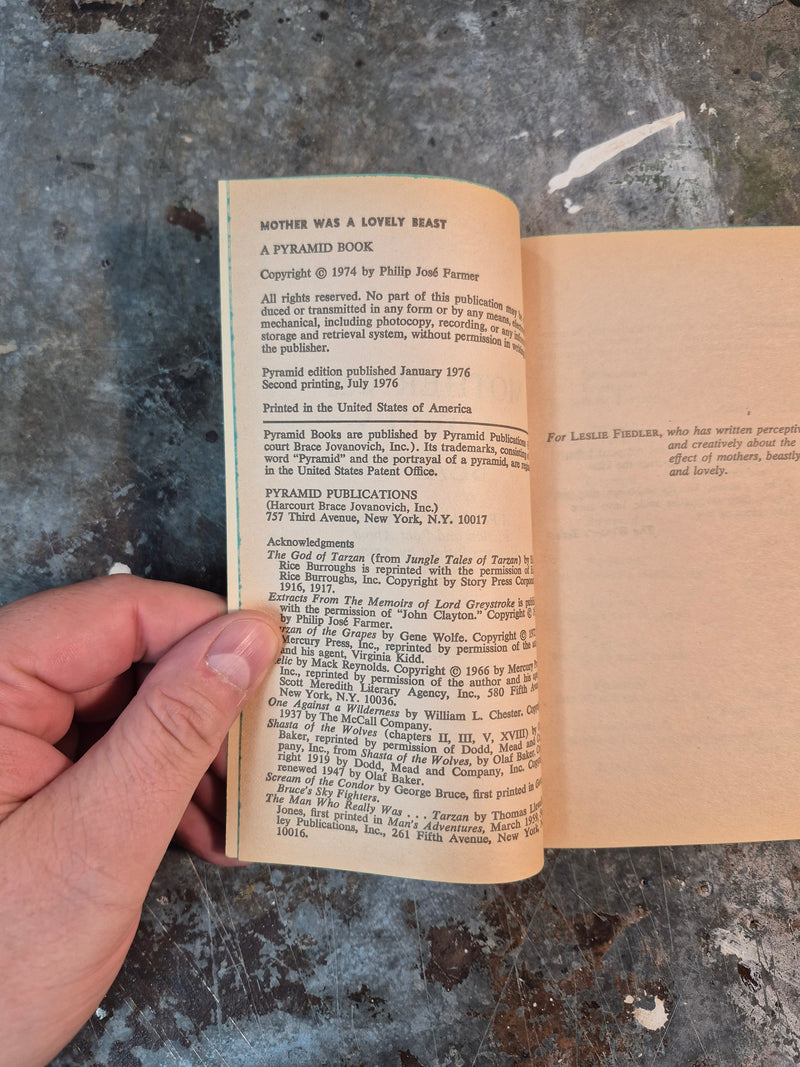 MOTHER WAS A LOVELY BEAST
A PYRAMID BOOK
Copyright © 1974 by Philip José Farmer
All rights reserved. No part of this publication may be
duced or transmitted in any form or by any means,
mechanical, including photocopy, recording, or any
storage and retrieval system, without permission in
the publisher.
Pyramid edition published January 1976
Second printing, July 1976
Printed in the United States of America
Pyramid Books are published by Pyramid Publications
court Brace Jovanovich, Inc.). Its trademarks, consisting
word "Pyramid" and the portrayal of a pyramid, are
in the United States Patent Office.
PYRAMID PUBLICATIONS
(Harcourt Brace Jovanovich, Inc.)
757 Third Avenue, New York, N.Y. 10017
Acknowledgments
The God of Tarzan (from Jungle Tales of Tarzan) by
Rice Burroughs is reprinted with the permission of
Rice Burroughs, Inc. Copyright by Story Press
1916, 1917.
Extracts From The Memoirs of Lord Greystroke is
with the permission of "John Clayton." Copyright ©
by Philip José Farmer.
rzan of the Grapes by Gene Wolfe. Copyright ©
Mercury Press, Inc., reprinted by permission of the
and his agent, Virginia Kidd.
elic by Mack Reynolds. Copyright © 1966 by Mercury
Inc., reprinted by permission of the author and his
Scott Meredith Literary Agency, Inc., 580 Fifth
New York, N.Y. 10036.
One Against a Wilderness by William L. Chester.
1937 by The McCall Company.
Shasta of the Wolves (chapters II, III, V, XVIII) by
Baker, reprinted by permission of Dodd, Mead and
pany, Inc., from Shasta of the Wolves, by Olaf Baker.
right 1919 by Dodd, Mead and Company, Inc.
renewed 1947 by Olaf Baker.
Scream of the Condor by George Bruce, first printed in
Bruce's Sky Fighters.
The Man Who Really Was . . . Tarzan by Thomas
Jones, first printed in Man's Adventures, March 1959,
ley Publications, Inc., 261 Fifth Avenue, New York,
10016.
For LESLIE FIEDLER, who has written
and creatively about the
effect of mothers, beastly
and lovely.